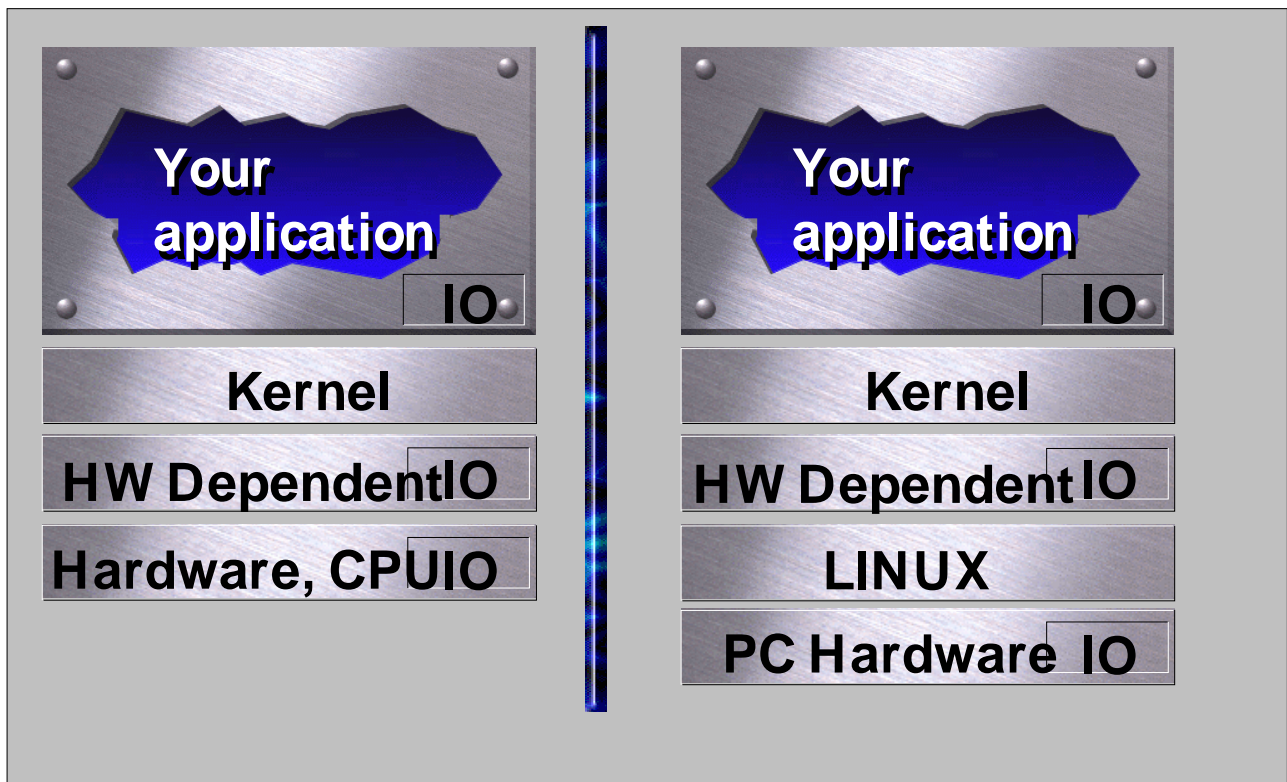 Your
application
IO
Kernel
HW Dependent IO
Hardware, CPU IO
Your
application
IO
Kernel
HW Dependent IO
LINUX
PC Hardware IO